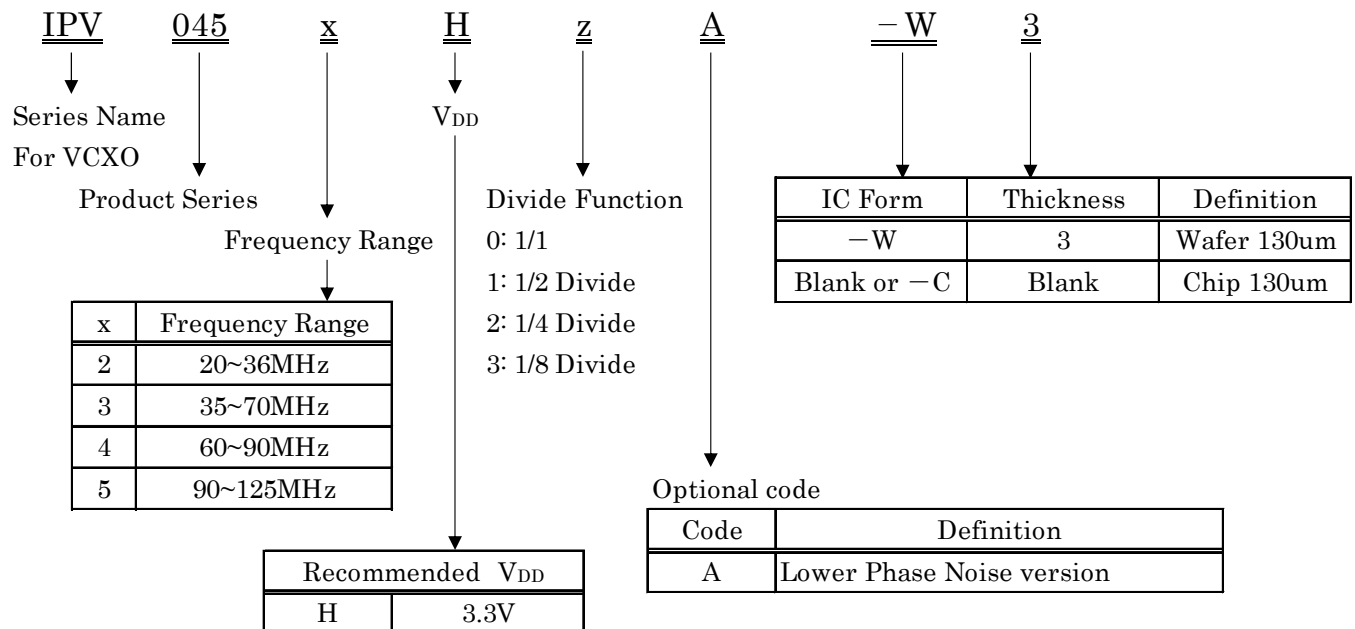 IPV 045 x H z A －W 3
Series Name
For VCXO
VDD
Product Series
Frequency Range
Divide Function
0: 1/1
1: 1/2 Divide
2: 1/4 Divide
3: 1/8 Divide
IC Form Thickness Definition
－W 3 Wafer 130um
Blank or －C Blank Chip 130um
x Frequency Range
2 20~36MHz
3 35~70MHz
4 60~90MHz
5 90~125MHz
Optional code
Code Definition
A Lower Phase Noise version
Recommended VDD
H 3.3V